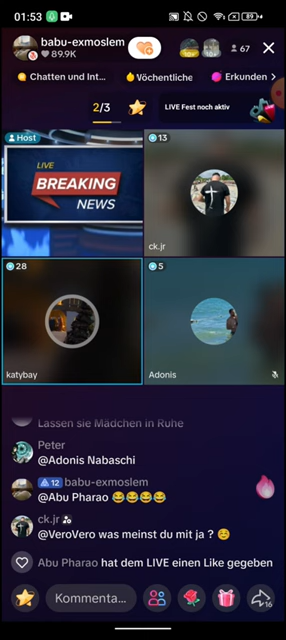 01:53
89
babu-exmoslem
89.9K
67
Chatten und Int...
Wöchentliche
Erkunden
2/3
LIVE Fest noch aktiv
Host
13
LIVE
BREAKING
NEWS
ck.jr
28
5
katybay
Adonis
Lassen sie Mädchen in Ruhe
Peter
@Adonis Nabaschi
12 babu-exmoslem
@Abu Pharao 😂😂😂😂
ck.jr
@VeroVero was meinst du mit ja ? ☺️
Abu Pharao hat dem LIVE einen Like gegeben
Kommenta...
16